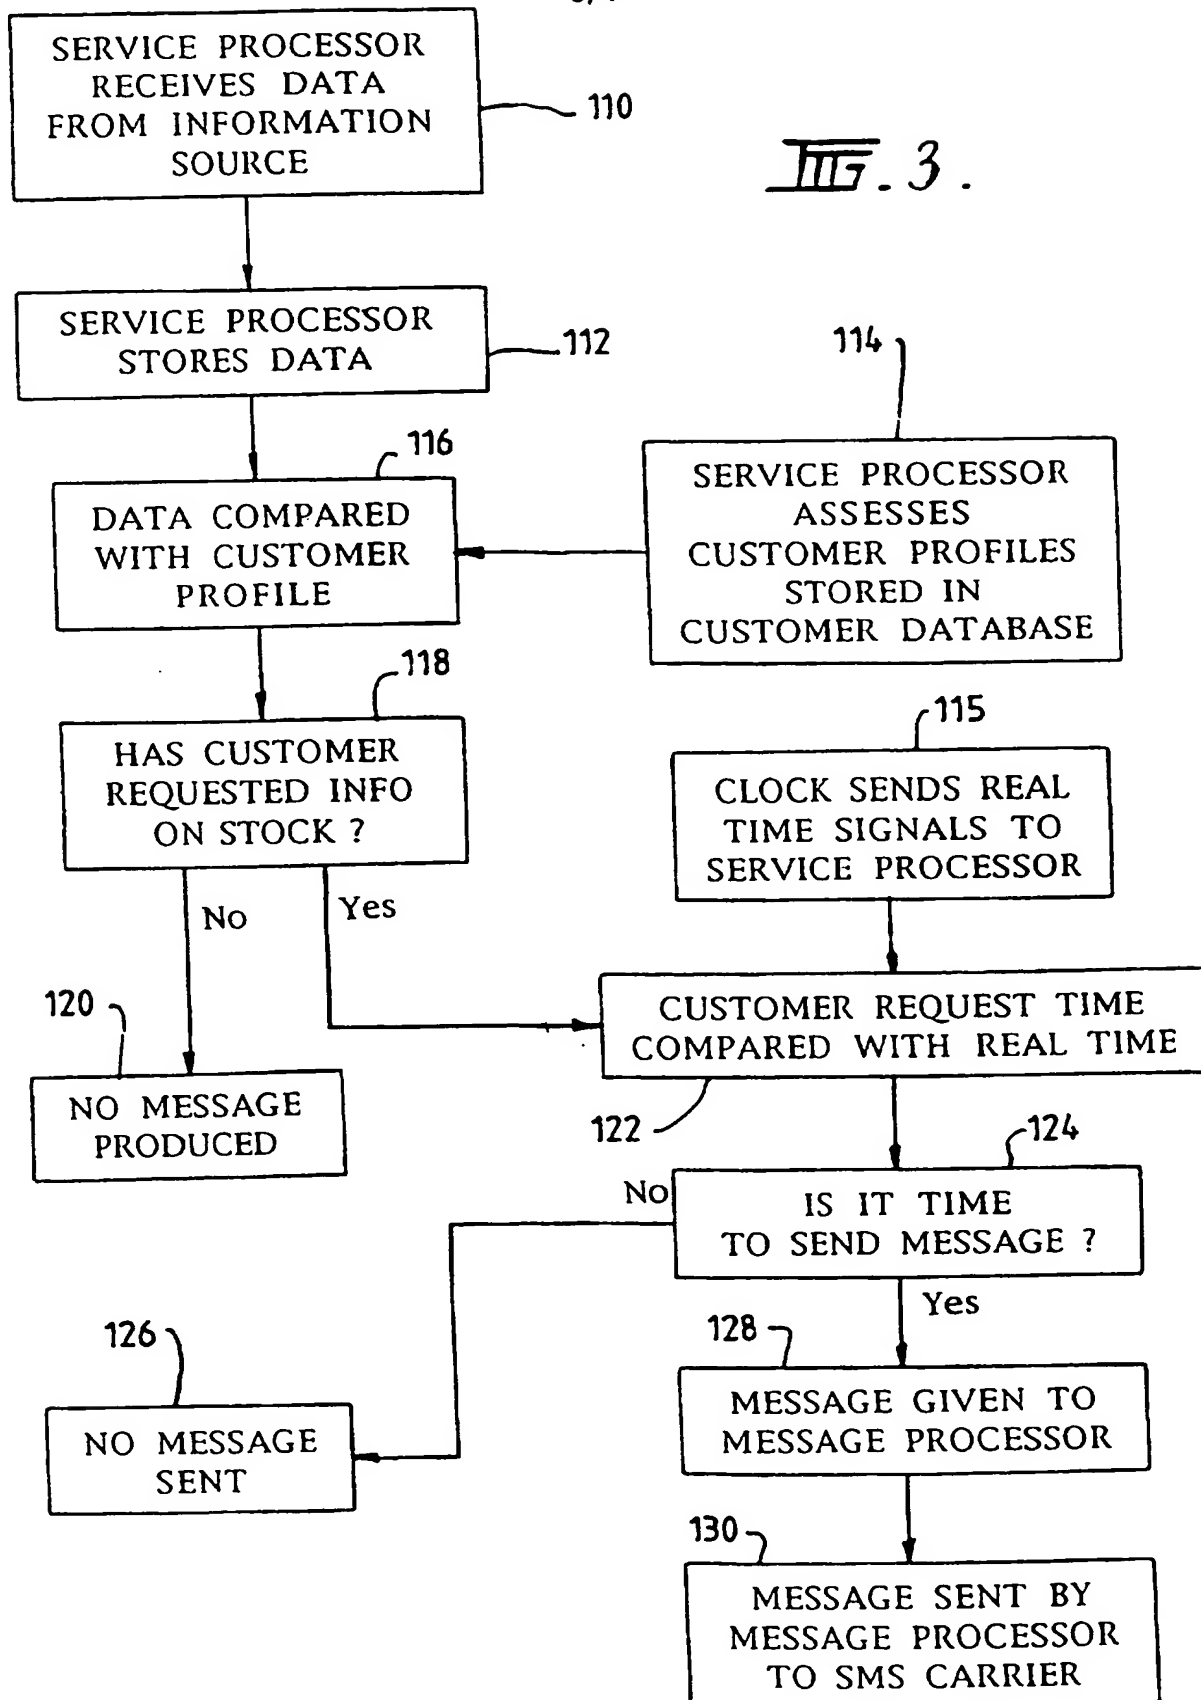 SERVICE PROCESSOR
RECEIVES DATA
FROM INFORMATION
SOURCE
110
FIG. 3.
SERVICE PROCESSOR
STORES DATA
112
114
116
DATA COMPARED
WITH CUSTOMER
PROFILE
SERVICE PROCESSOR
ASSESSES
CUSTOMER PROFILES
STORED IN
CUSTOMER DATABASE
118
HAS CUSTOMER
REQUESTED INFO
ON STOCK ?
115
CLOCK SENDS REAL
TIME SIGNALS TO
SERVICE PROCESSOR
No
Yes
120
NO MESSAGE
PRODUCED
CUSTOMER REQUEST TIME
COMPARED WITH REAL TIME
122
124
No
IS IT TIME
TO SEND MESSAGE ?
Yes
126
NO MESSAGE
SENT
128
MESSAGE GIVEN TO
MESSAGE PROCESSOR
130
MESSAGE SENT BY
MESSAGE PROCESSOR
TO SMS CARRIER